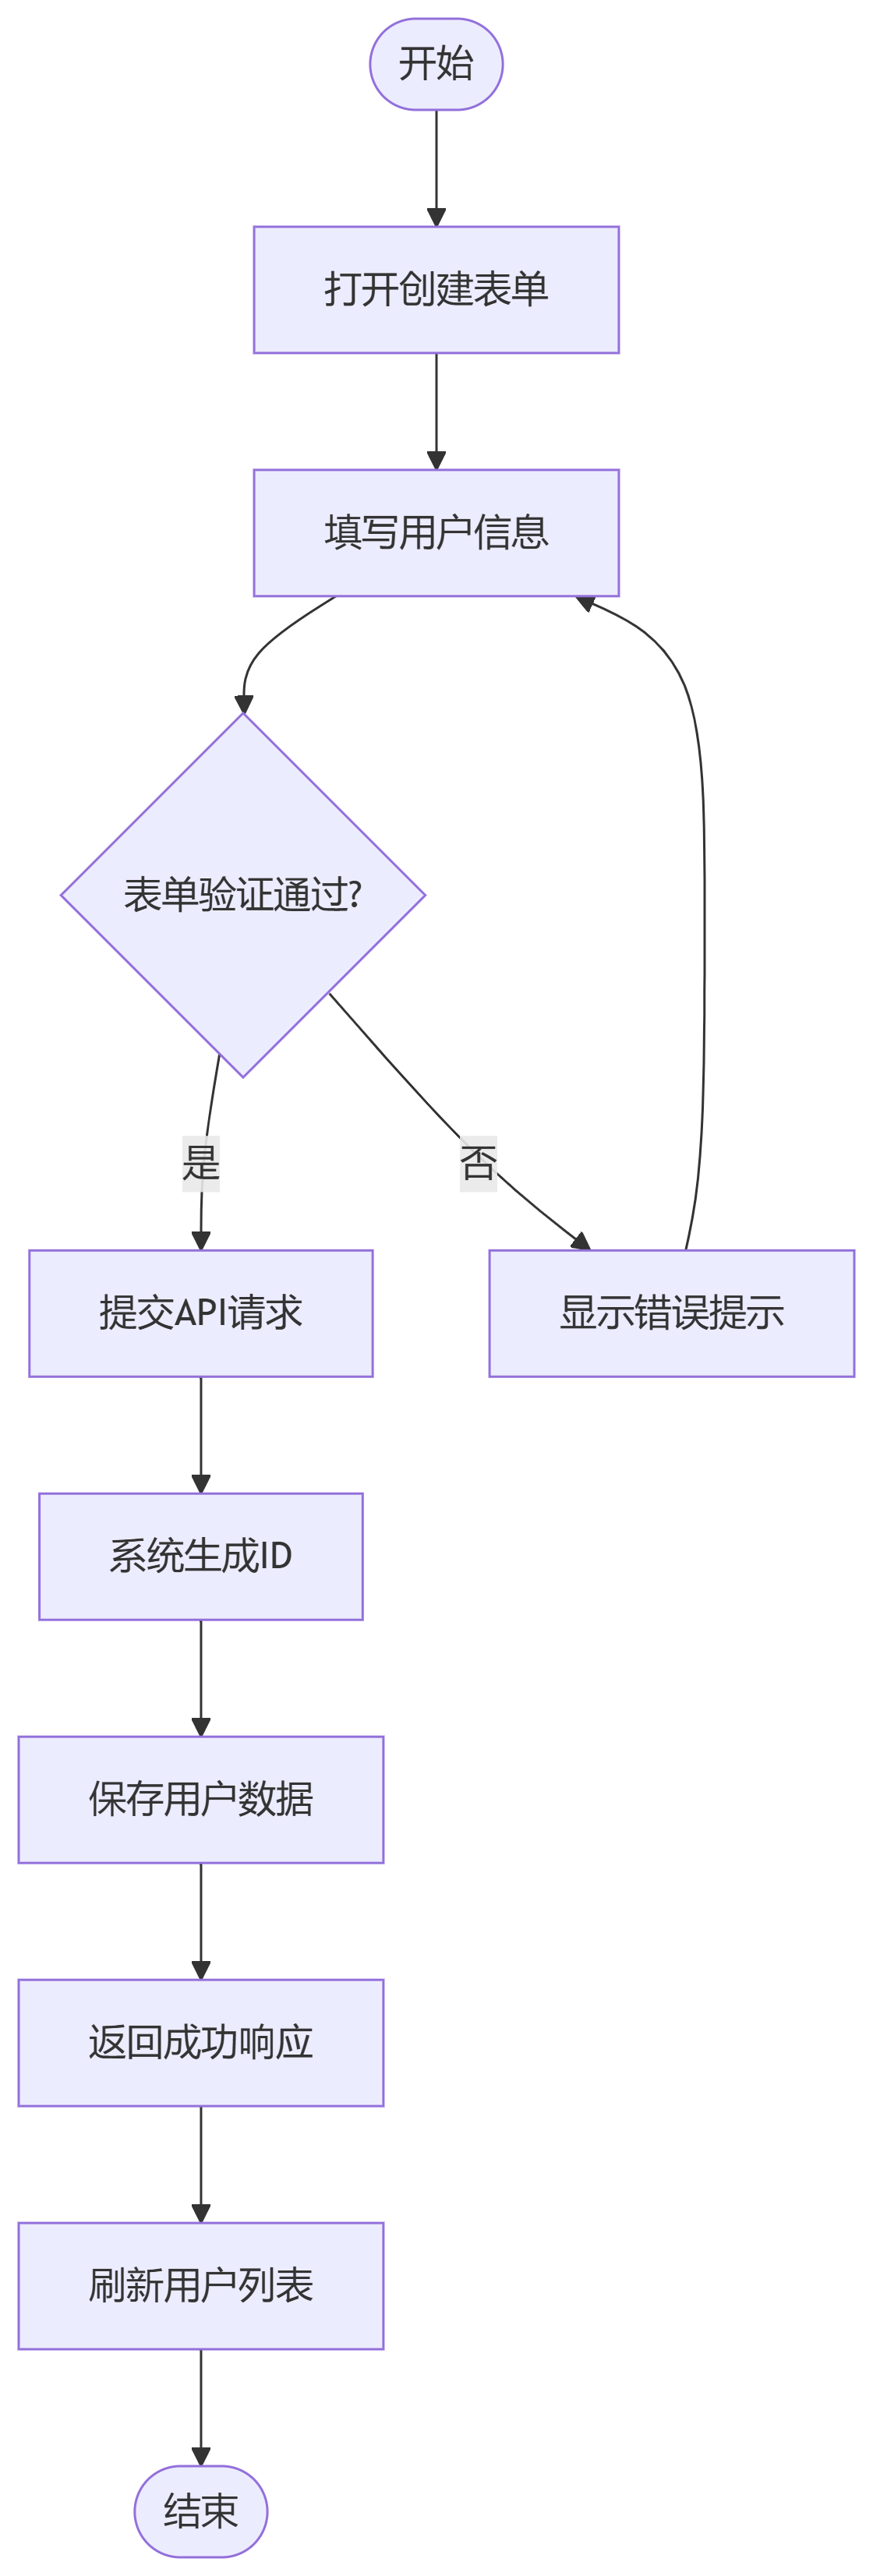 开始
打开创建表单
填写用户信息
表单验证通过?
是
否
提交API请求
显示错误提示
系统生成ID
保存用户数据
返回成功响应
刷新用户列表
结束